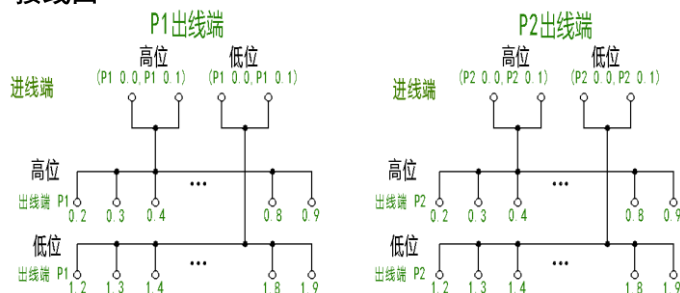 P1出线端
P2出线端
高位 低位
高位 低位
(P1 0.0,P1 0.1) (P1 0.0,P1 0.1)
(P2 0.0,P2 0.1) (P2 0.0,P2 0.1)
进线端
进线端
高位
高位
出线端 P1 0.2 0.3 0.4 ... 0.8 0.9
出线端 P2 0.2 0.3 0.4 ... 0.8 0.9
低位
低位
出线端 P1 1.2 1.3 1.4 ... 1.8 1.9
出线端 P2 1.2 1.3 1.4 ... 1.8 1.9